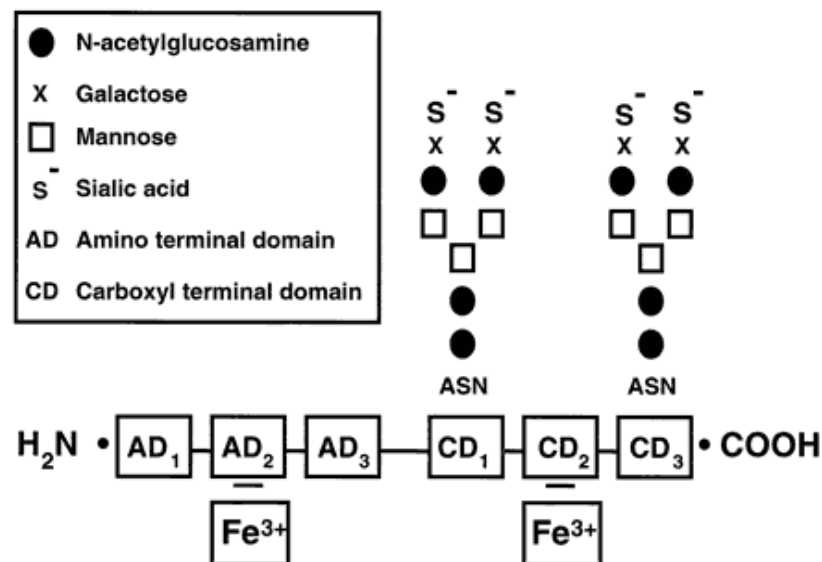 N-acetylglucosamine
X Galactose
Mannose
S⁻ Sialic acid
AD Amino terminal domain
CD Carboxyl terminal domain
S⁻ S⁻ S⁻ S⁻
X X X X
ASN ASN
H₂N • AD₁ AD₂ AD₃ CD₁ CD₂ CD₃ • COOH
Fe³⁺ Fe³⁺